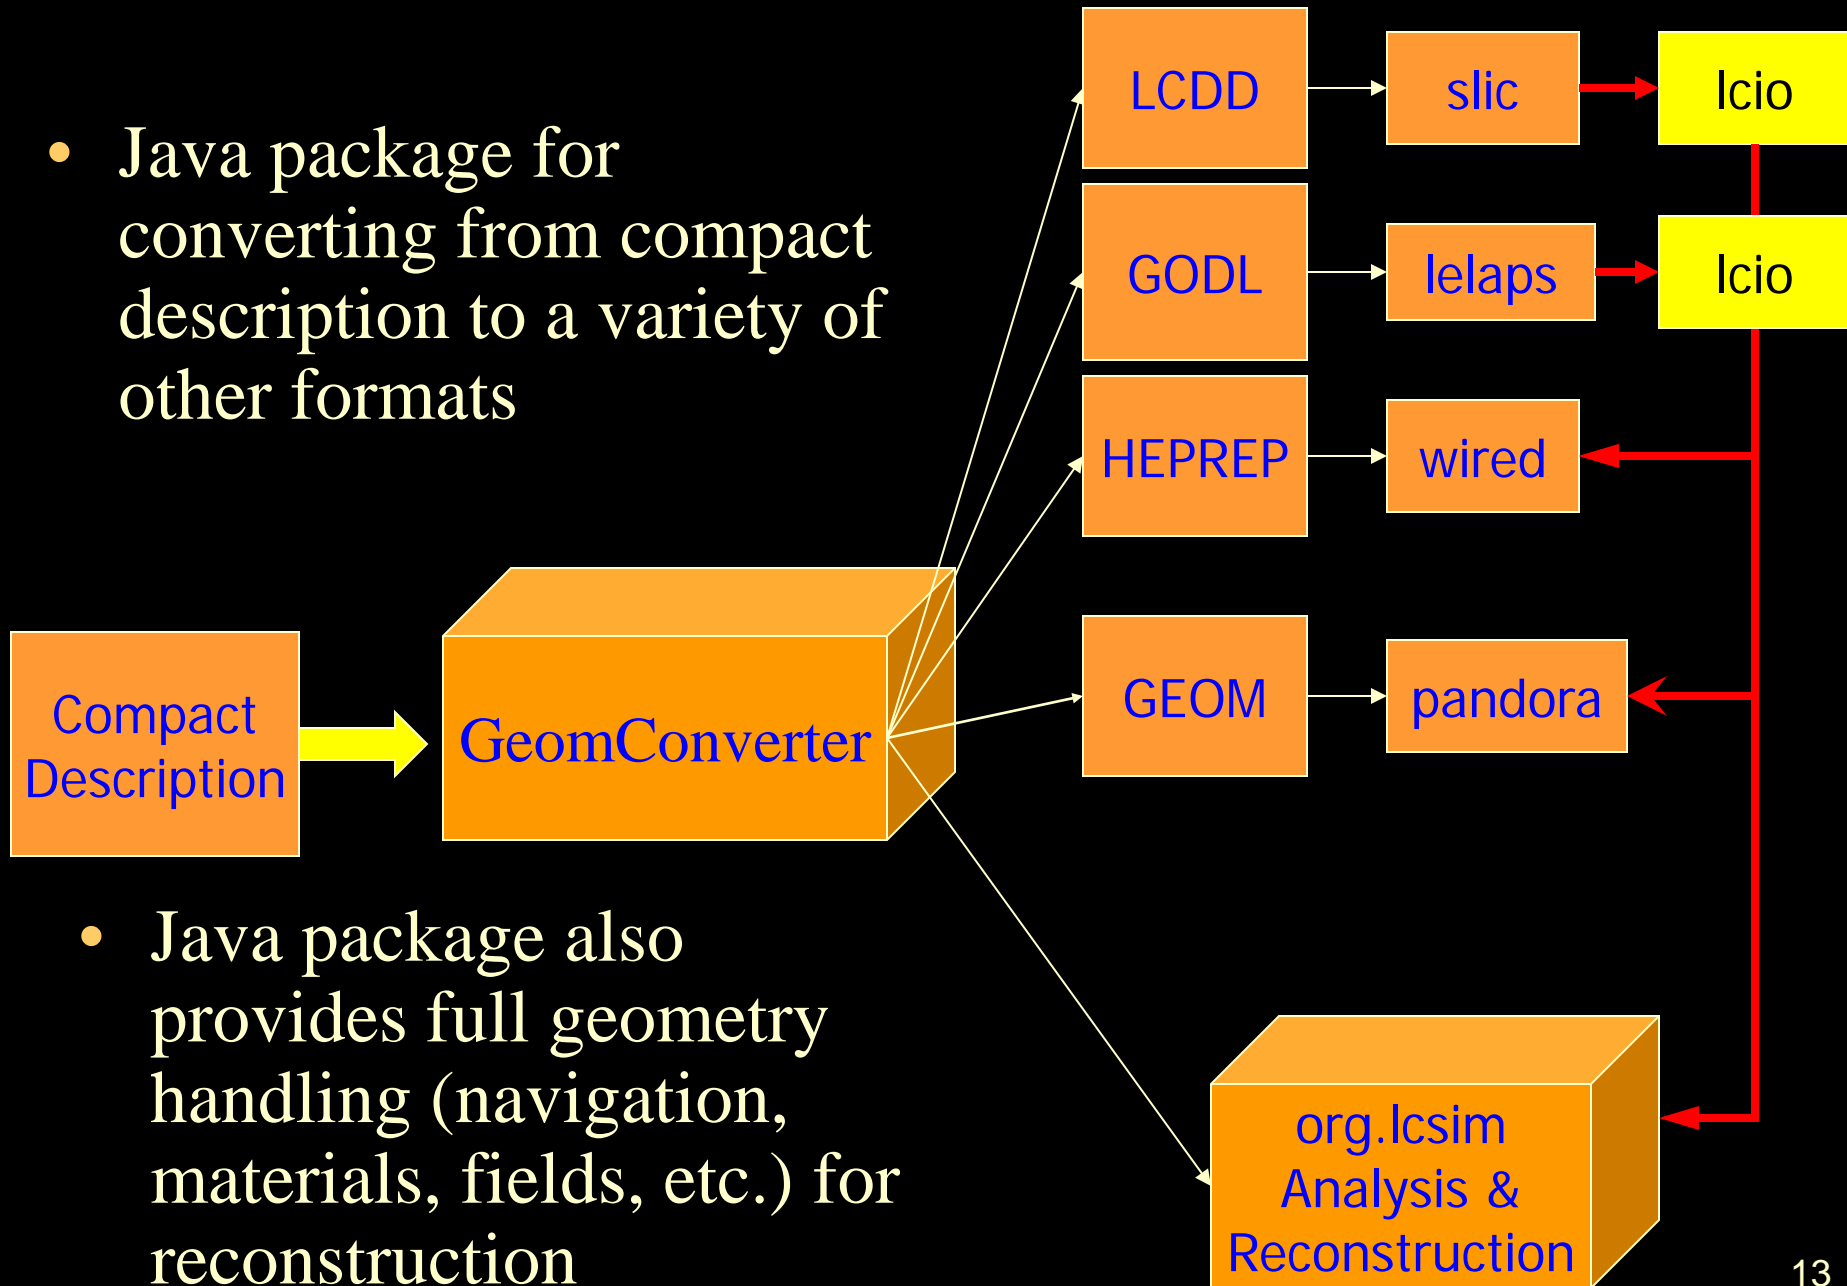 • Java package for
converting from compact
description to a variety of
other formats
LCDD
slic
lcio
GODL
lelaps
lcio
HEPREP
wired
Compact
Description
GeomConverter
GEOM
pandora
• Java package also
provides full geometry
handling (navigation,
materials, fields, etc.) for
reconstruction
org.lcsim
Analysis &
Reconstruction
13